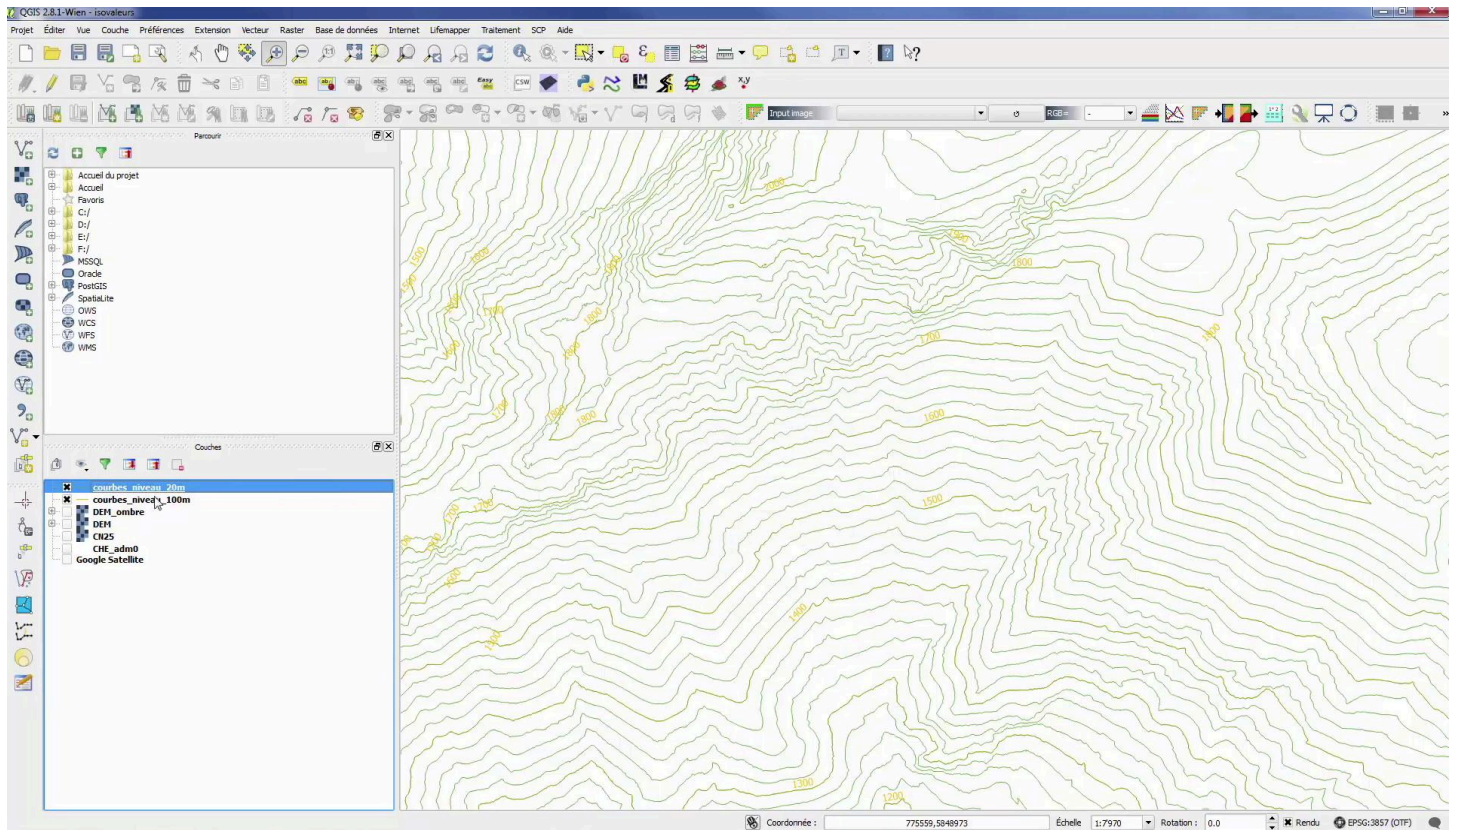 QGIS 2.8.1-Wien - isovaleurs
Projet Éditer Vue Couche Préférences Extension Vecteur Raster Base de données Internet Lifemapper Traitement SCP Aide
Input image RGB= -
Parcourir
Accueil du projet
Accueil
Favoris
C:/
D:/
E:/
F:/
MSSQL
Oracle
PostGIS
SpatiaLite
OWS
WCS
WFS
WMS
Couches
courbes_niveau_20m
courbes_niveau_100m
DEM_ombre
DEM
CN25
CHE_adm0
Google Satellite
2000
1800
1700
1600
1500
1400
1300
1200
Coordonnée : 775559,5848973 Échelle 1:7970 Rotation : 0.0 Rendu EPSG:3857 (OTF)